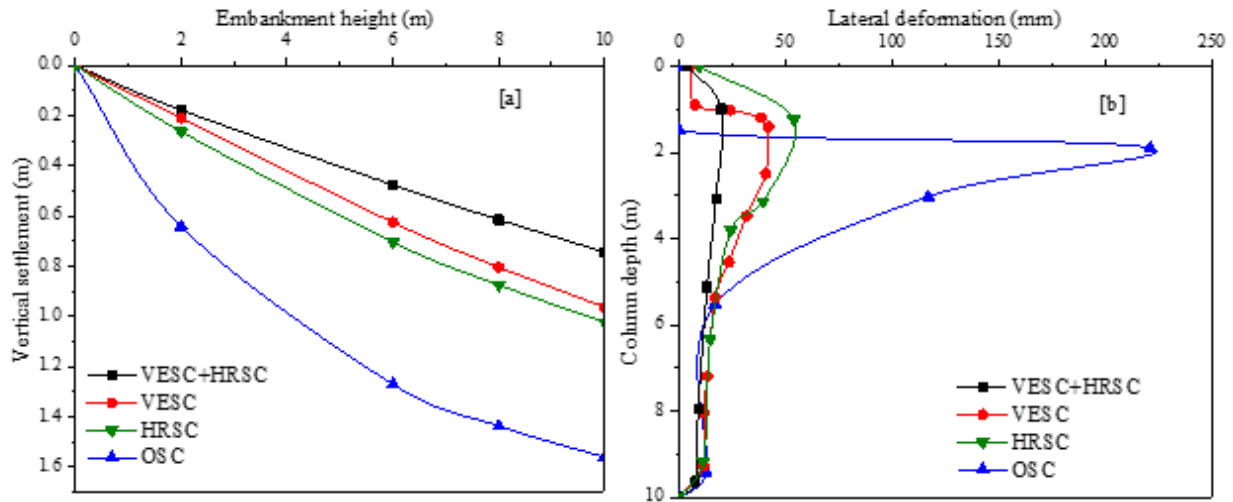 Embankment height (m)
0 2 4 6 8 10
Vertical settlement (m)
0.0
0.2
0.4
0.6
0.8
1.0
1.2
1.4
1.6
[a]
VESC+HRSC
VESC
HRSC
OSC
Lateral deformation (mm)
0 50 100 150 200 250
Column depth (m)
0
2
4
6
8
10
[b]
VESC+HRSC
VESC
HRSC
OSC